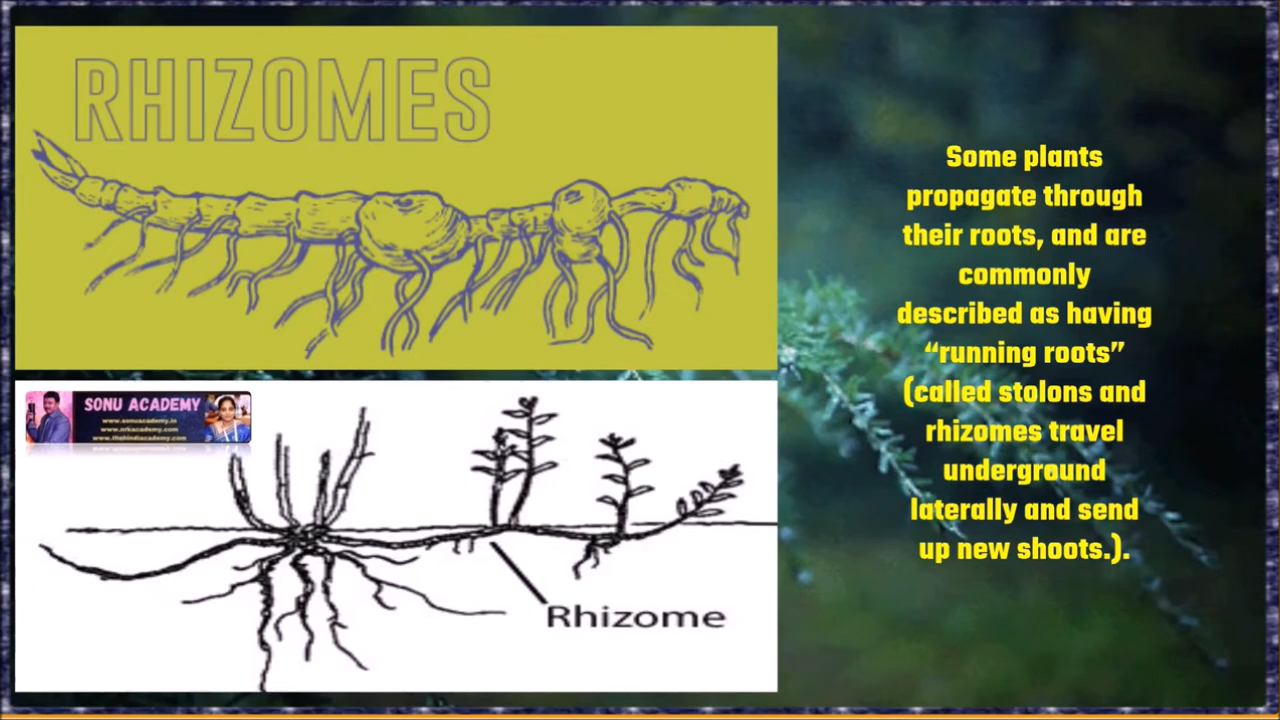 RHIZOMES
SONU ACADEMY
www.sonuacademy.in
www.nrkacademy.com
www.thehindiacademy.com
Rhizome
Some plants
propagate through
their roots, and are
commonly
described as having
“running roots”
(called stolons and
rhizomes travel
underground
laterally and send
up new shoots.).